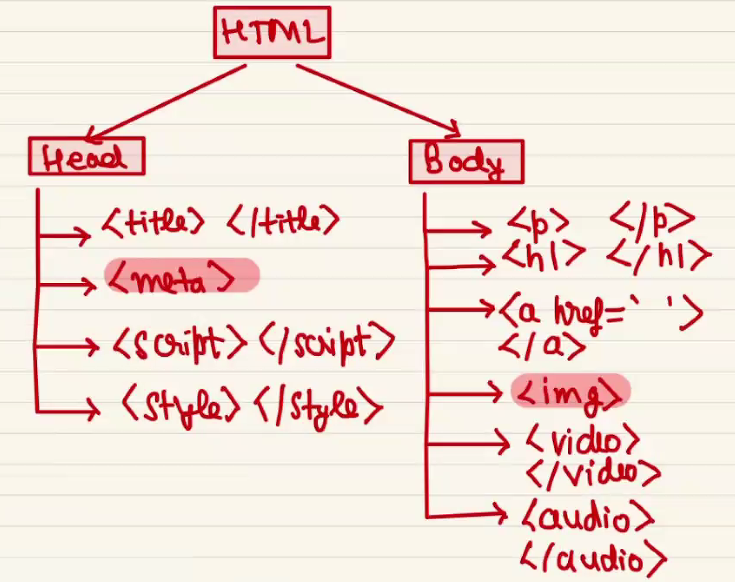 HTML
Head
<title> </title>
<meta>
<script> </script>
<style> </style>
Body
<p> </p>
<h1> </h1>
<a href=' '>
</a>
<img>
<video>
</video>
<audio>
</audio>